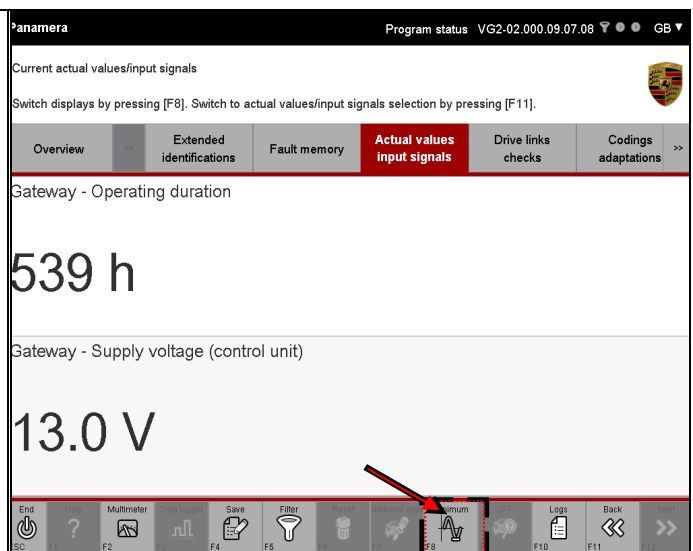 Panamera Program status VG2-02.000.09.07.08 GB
Current actual values/input signals
Switch displays by pressing [F8]. Switch to actual values/input signals selection by pressing [F11].
Overview << Extended identifications Fault memory Actual values input signals Drive links checks Codings adaptations >>
Gateway - Operating duration
539 h
Gateway - Supply voltage (control unit)
13.0 V
End Help Multimeter Data logger Save Filter Reset OFF Logs Back Next
ESC F1 F2 F4 F5 F6 F7 F8 F10 F11 F12